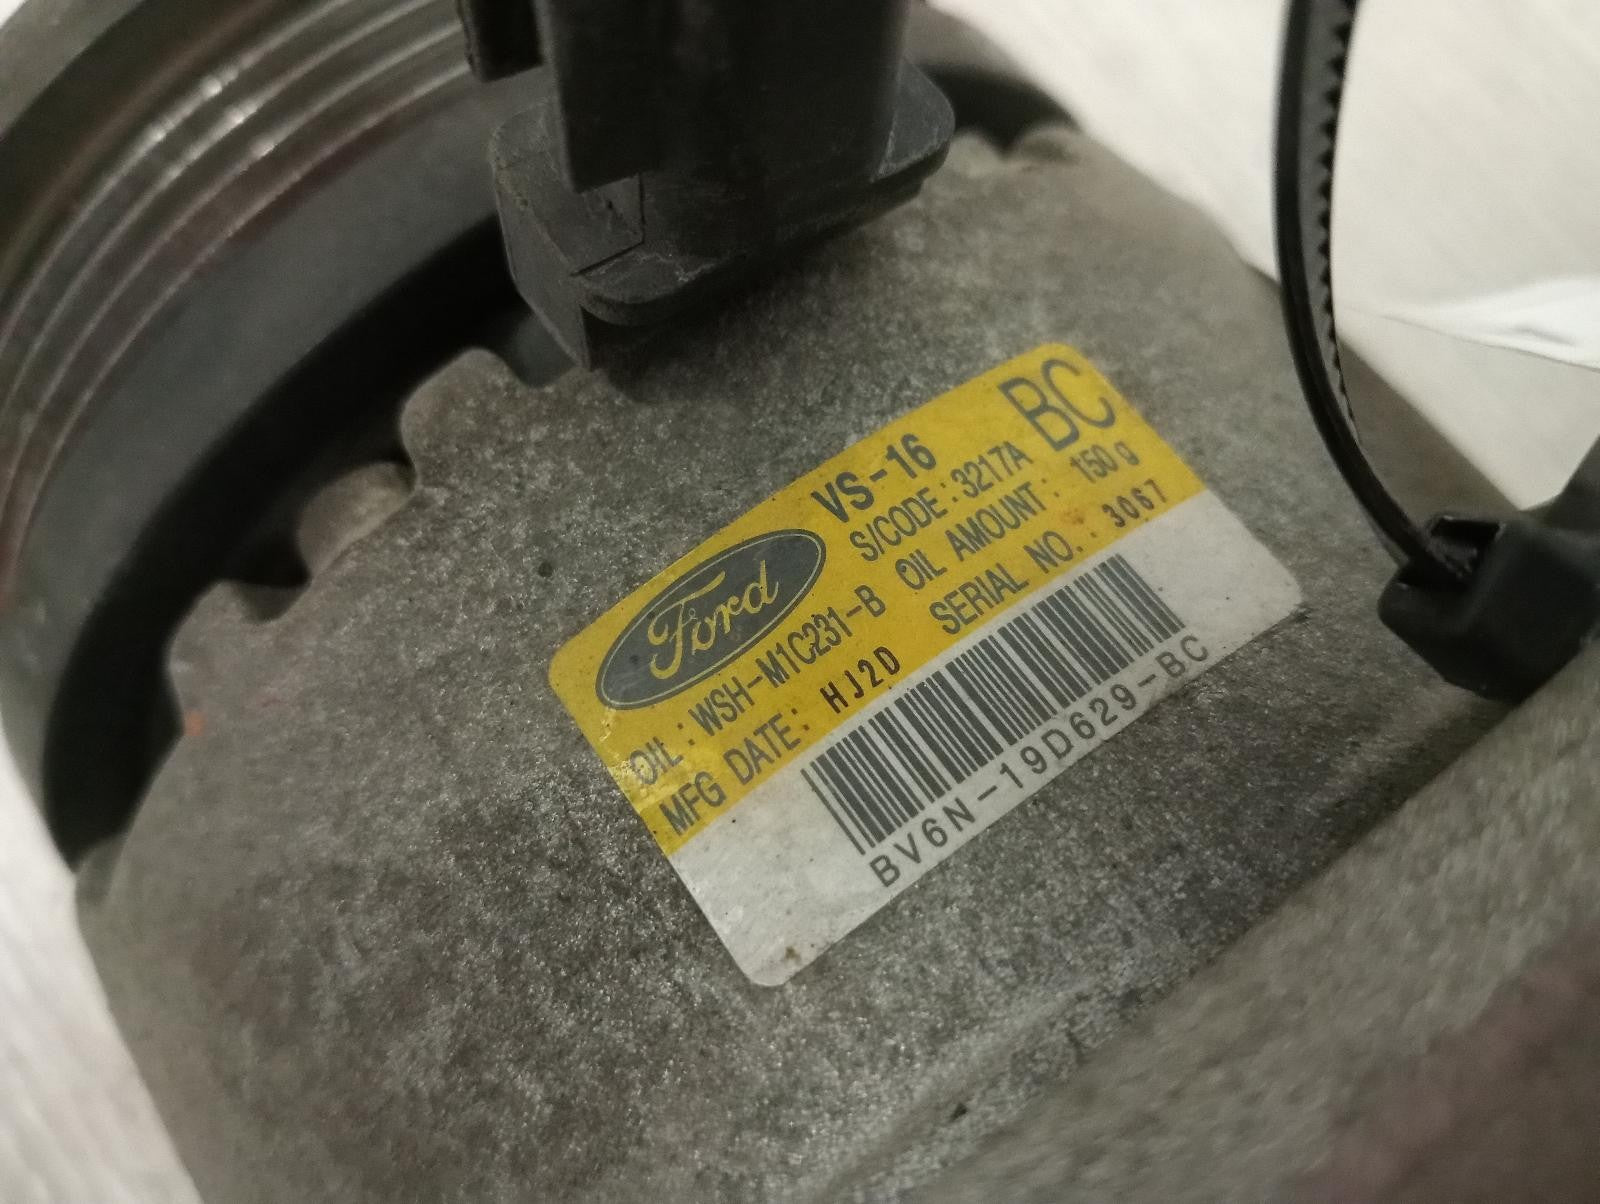 VS-16 BC
Ford S/CODE : 3217A
OIL : WSH-M1C231-B OIL AMOUNT : 150 g
MFG DATE : HJ2D SERIAL NO. : 3067
BV6N-19D629-BC